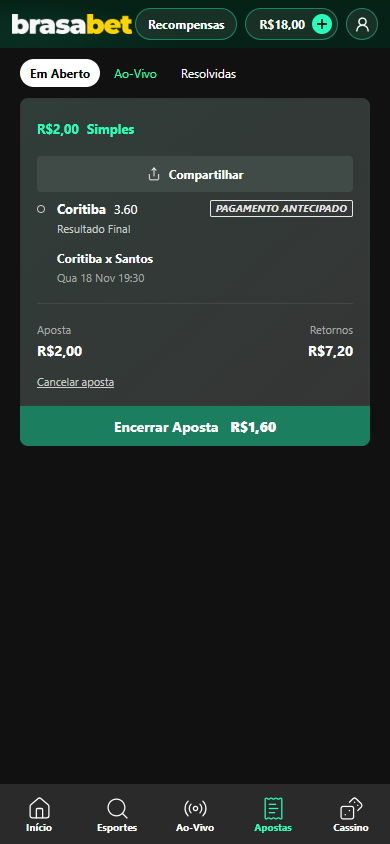 brasabet Recompensas R$18,00
Em Aberto Ao-Vivo Resolvidas
R$2,00 Simples
Compartilhar
Coritiba 3.60 PAGAMENTO ANTECIPADO
Resultado Final
Coritiba x Santos
Qua 18 Nov 19:30
Aposta Retornos
R$2,00 R$7,20
Cancelar aposta
Encerrar Aposta R$1,60
Início Esportes Ao-Vivo Apostas Cassino